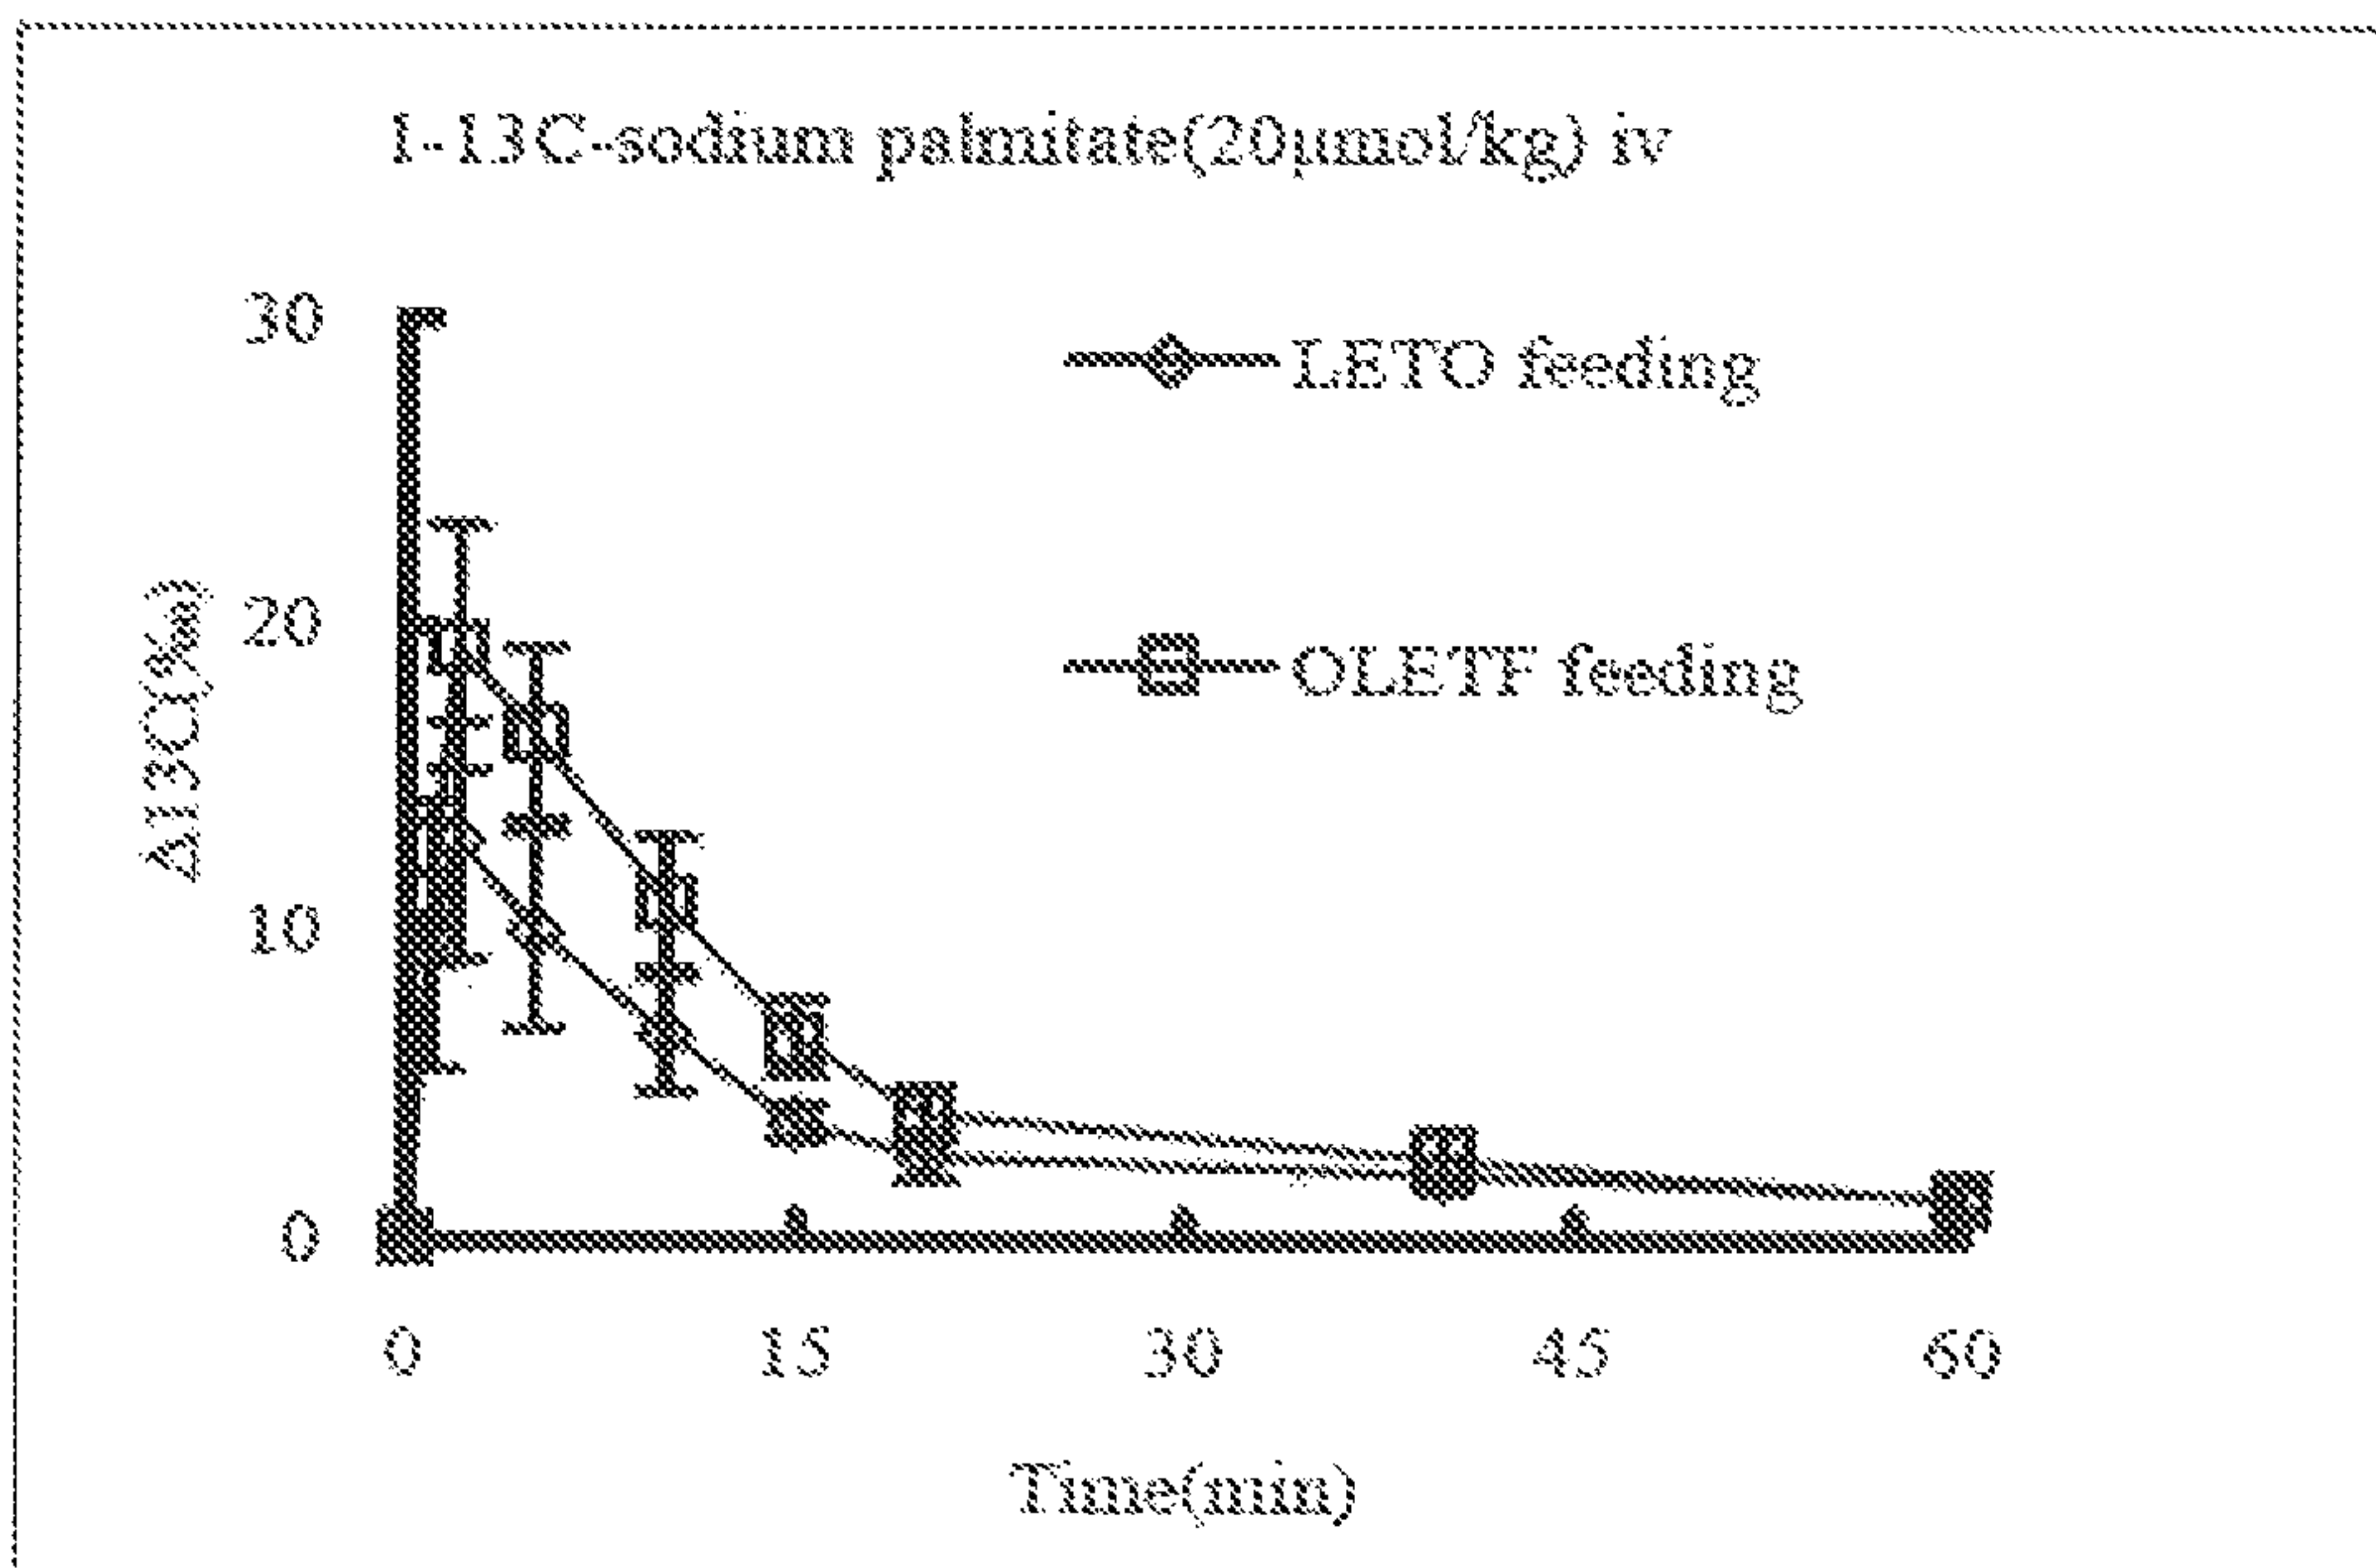 1-13C-sodium palmitate(20μmol/kg) iv
30
LETO feeding
20
OLETF feeding
Δ13C(‰)
10
0
0 15 30 45 60
Time(min)